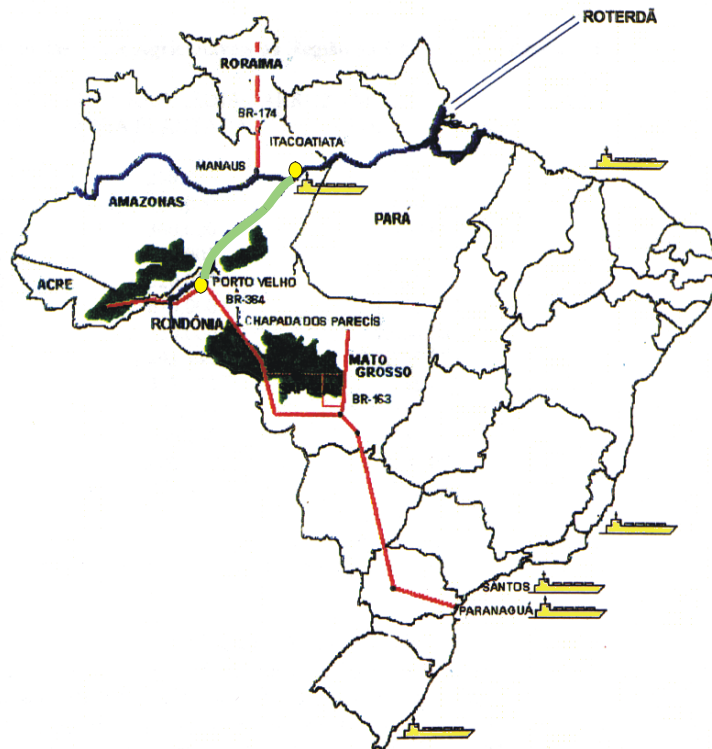 ROTERDÃ
RORAIMA
BR-174
ITACOATIATA
MANAUS
AMAZONAS
PARÁ
ACRE
PORTO VELHO
BR-364
RONDÔNIA
CHAPADA DOS PARECÍS
MATO
GROSSO
BR-163
SANTOS
PARANAGUÁ